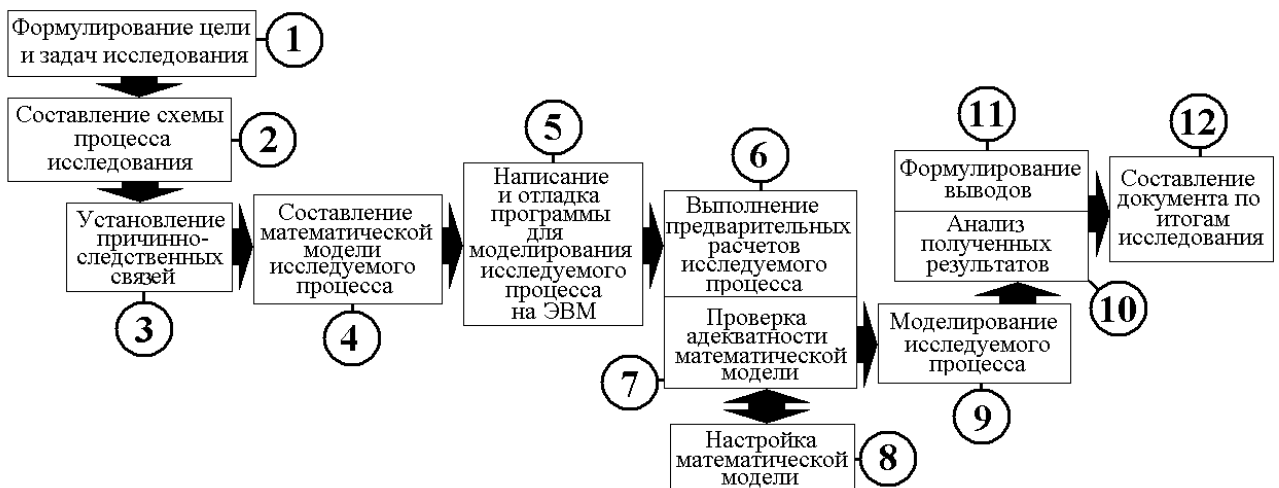 Формулирование цели
и задач исследования
1
Составление схемы
процесса
исследования
2
Установление
причинно-
следственных
связей
3
Составление
математической
модели
исследуемого
процесса
4
5
Написание
и отладка
программы
для
моделирования
исследуемого
процесса
на ЭВМ
6
Выполнение
предварительных
расчетов
исследуемого
процесса
Проверка
адекватности
математической
модели
7
Настройка
математической
модели
8
Моделирование
исследуемого
процесса
9
11
Формулирование
выводов
Анализ
полученных
результатов
10
12
Составление
документа по
итогам
исследования